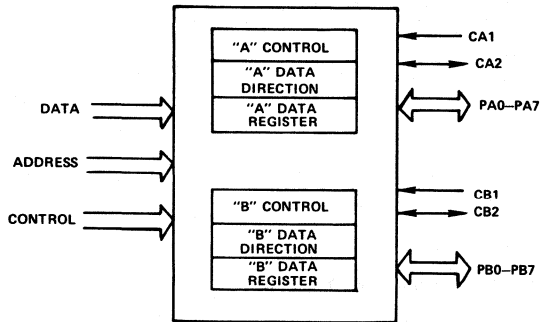 "A" CONTROL
"A" DATA
DIRECTION
"A" DATA
REGISTER
DATA
ADDRESS
CONTROL
"B" CONTROL
"B" DATA
DIRECTION
"B" DATA
REGISTER
CA1
CA2
PA0–PA7
CB1
CB2
PB0–PB7